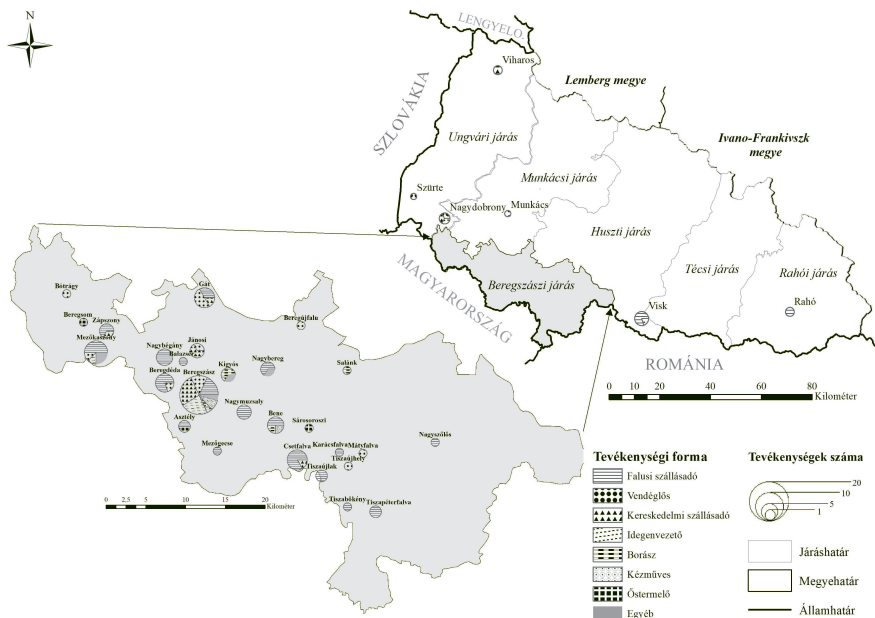 N
LENGYELO.
SZLOVÁKIA
Viharos
Lemberg megye
Ungvári járás
Ivano-Frankivszk
megye
Munkácsi járás
Szürte
Nagydobrony
Munkács
Huszti járás
MAGYARORSZÁG
Beregszászi járás
Técsi járás
Rahói járás
Visk
Rahó
ROMÁNIA
0 10 20 40 60 80
Kilométer
Bótrágy
Gát
Beregsom
Zápszony
Beregújfalu
Mezőkaszony
Jánosi
Nagybégány
Balazsér
Kígyós
Nagybereg
Salánk
Beregdéda
Beregszász
Nagymuzsaly
Asztély
Bene
Sárosoroszi
Mezőgecse
Nagyszőlős
Csetfalva
Karácsfalva
Mátyfalva
Tiszaújhely
Tiszaújlak
Tiszabökény
Tiszapéterfalva
0 2,5 5 10 15 20
Kilométer
Tevékenységi forma
Falusi szállásadó
Vendéglős
Kereskedelmi szállásadó
Idegenvezető
Borász
Kézműves
Őstermelő
Egyéb
Tevékenységek száma
20
10
5
1
Járáshatár
Megyehatár
Államhatár